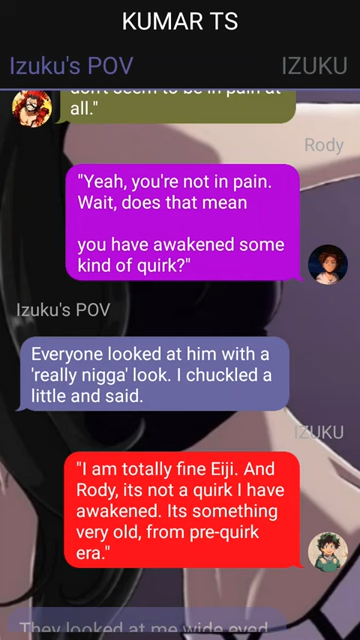 KUMAR TS
Izuku's POV
IZUKU
don't seem to be in pain at
all."
Rody
"Yeah, you're not in pain.
Wait, does that mean
you have awakened some
kind of quirk?"
Izuku's POV
Everyone looked at him with a
'really nigga' look. I chuckled a
little and said.
IZUKU
"I am totally fine Eiji. And
Rody, its not a quirk I have
awakened. Its something
very old, from pre-quirk
era."
They looked at me wide eyed